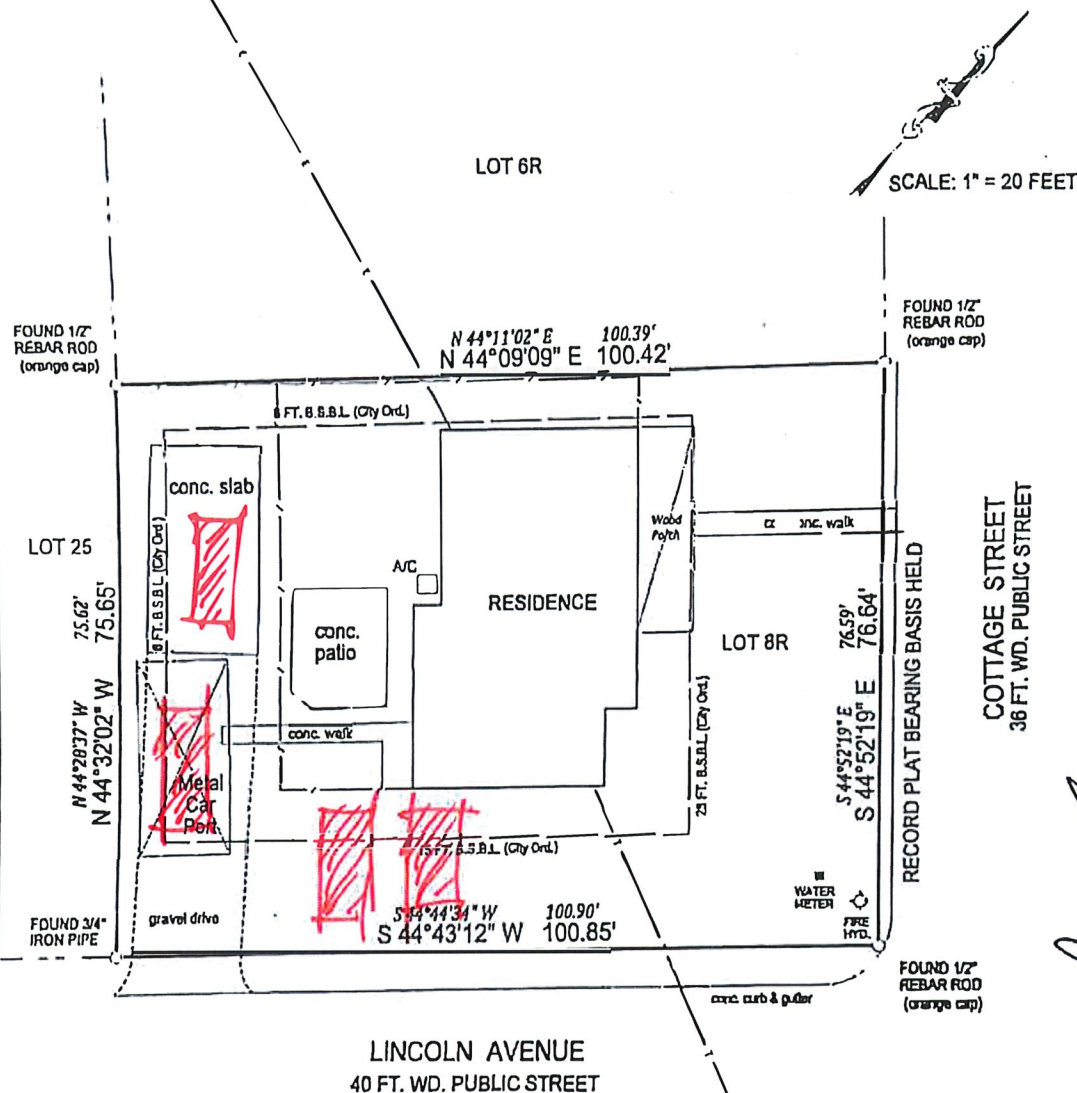 LOT 6R
SCALE: 1" = 20 FEET
FOUND 1/2"
REBAR ROD
(orange cap)
N 44°11'02" E 100.39'
N 44°09'09" E 100.42'
FOUND 1/2"
REBAR ROD
(orange cap)
FT. B.S.B.L. (City Ord.)
conc. slab
LOT 25
8 FT. B.S.B.L. (City Ord.)
75.62'
75.65'
N 44°28'37" W
N 44°32'02" W
A/C
conc.
patio
RESIDENCE
Wood
Porch
conc. walk
LOT 8R
76.59'
76.64'
S 44°52'19" E
S 44°52'19" E
RECORD PLAT BEARING BASIS HELD
COTTAGE STREET
36 FT. WD. PUBLIC STREET
conc. walk
25 FT. B.S.B.L. (City Ord.)
Metal
Car
Port
15 FT. B.S.B.L. (City Ord.)
WATER
METER
FIRE
HYD.
gravel drive
FOUND 3/4"
IRON PIPE
S 44°44'34" W 100.90'
S 44°43'12" W 100.85'
FOUND 1/2"
REBAR ROD
(orange cap)
conc. curb & gutter
LINCOLN AVENUE
40 FT. WD. PUBLIC STREET